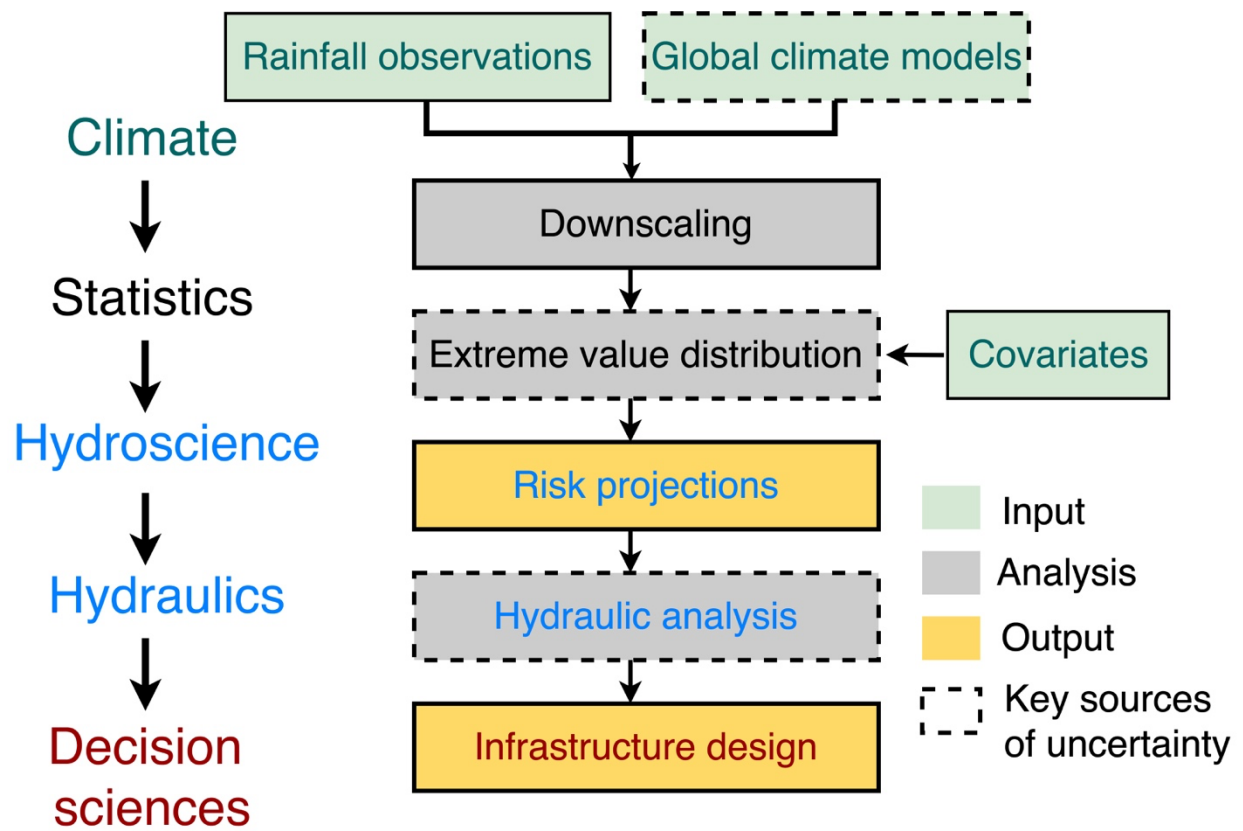 Rainfall observations
Global climate models
Climate
Downscaling
Statistics
Extreme value distribution
Covariates
Hydroscience
Risk projections
Input
Analysis
Hydraulics
Hydraulic analysis
Output
Key sources
of uncertainty
Decision
sciences
Infrastructure design